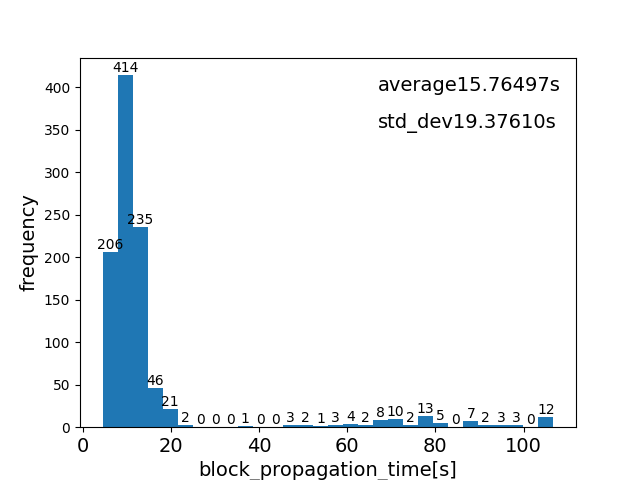 414
average15.76497s
400
std_dev19.37610s
350
300
250
235
206
200
150
100
50
46
21
2 0 0 0 1 0 0 3 2 1 3 4 2 8 10 2 13 5 0 7 2 3 3 0 12
0
0 20 40 60 80 100
frequency
block_propagation_time[s]